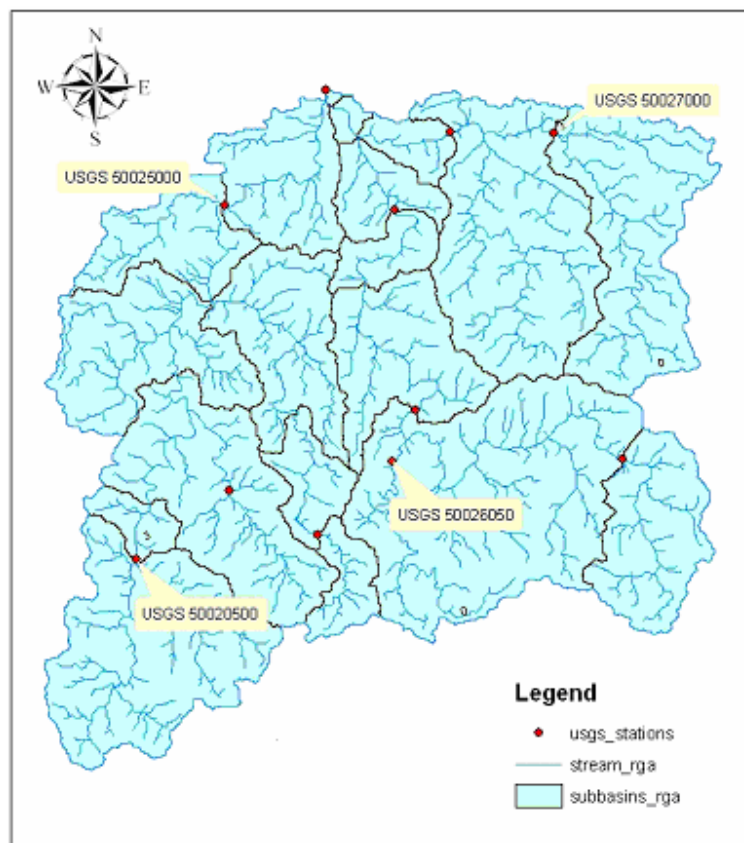 N
W E
S
USGS 50027000
USGS 50025000
USGS 50026050
USGS 50020500
Legend
usgs_stations
stream_rga
subbasins_rga